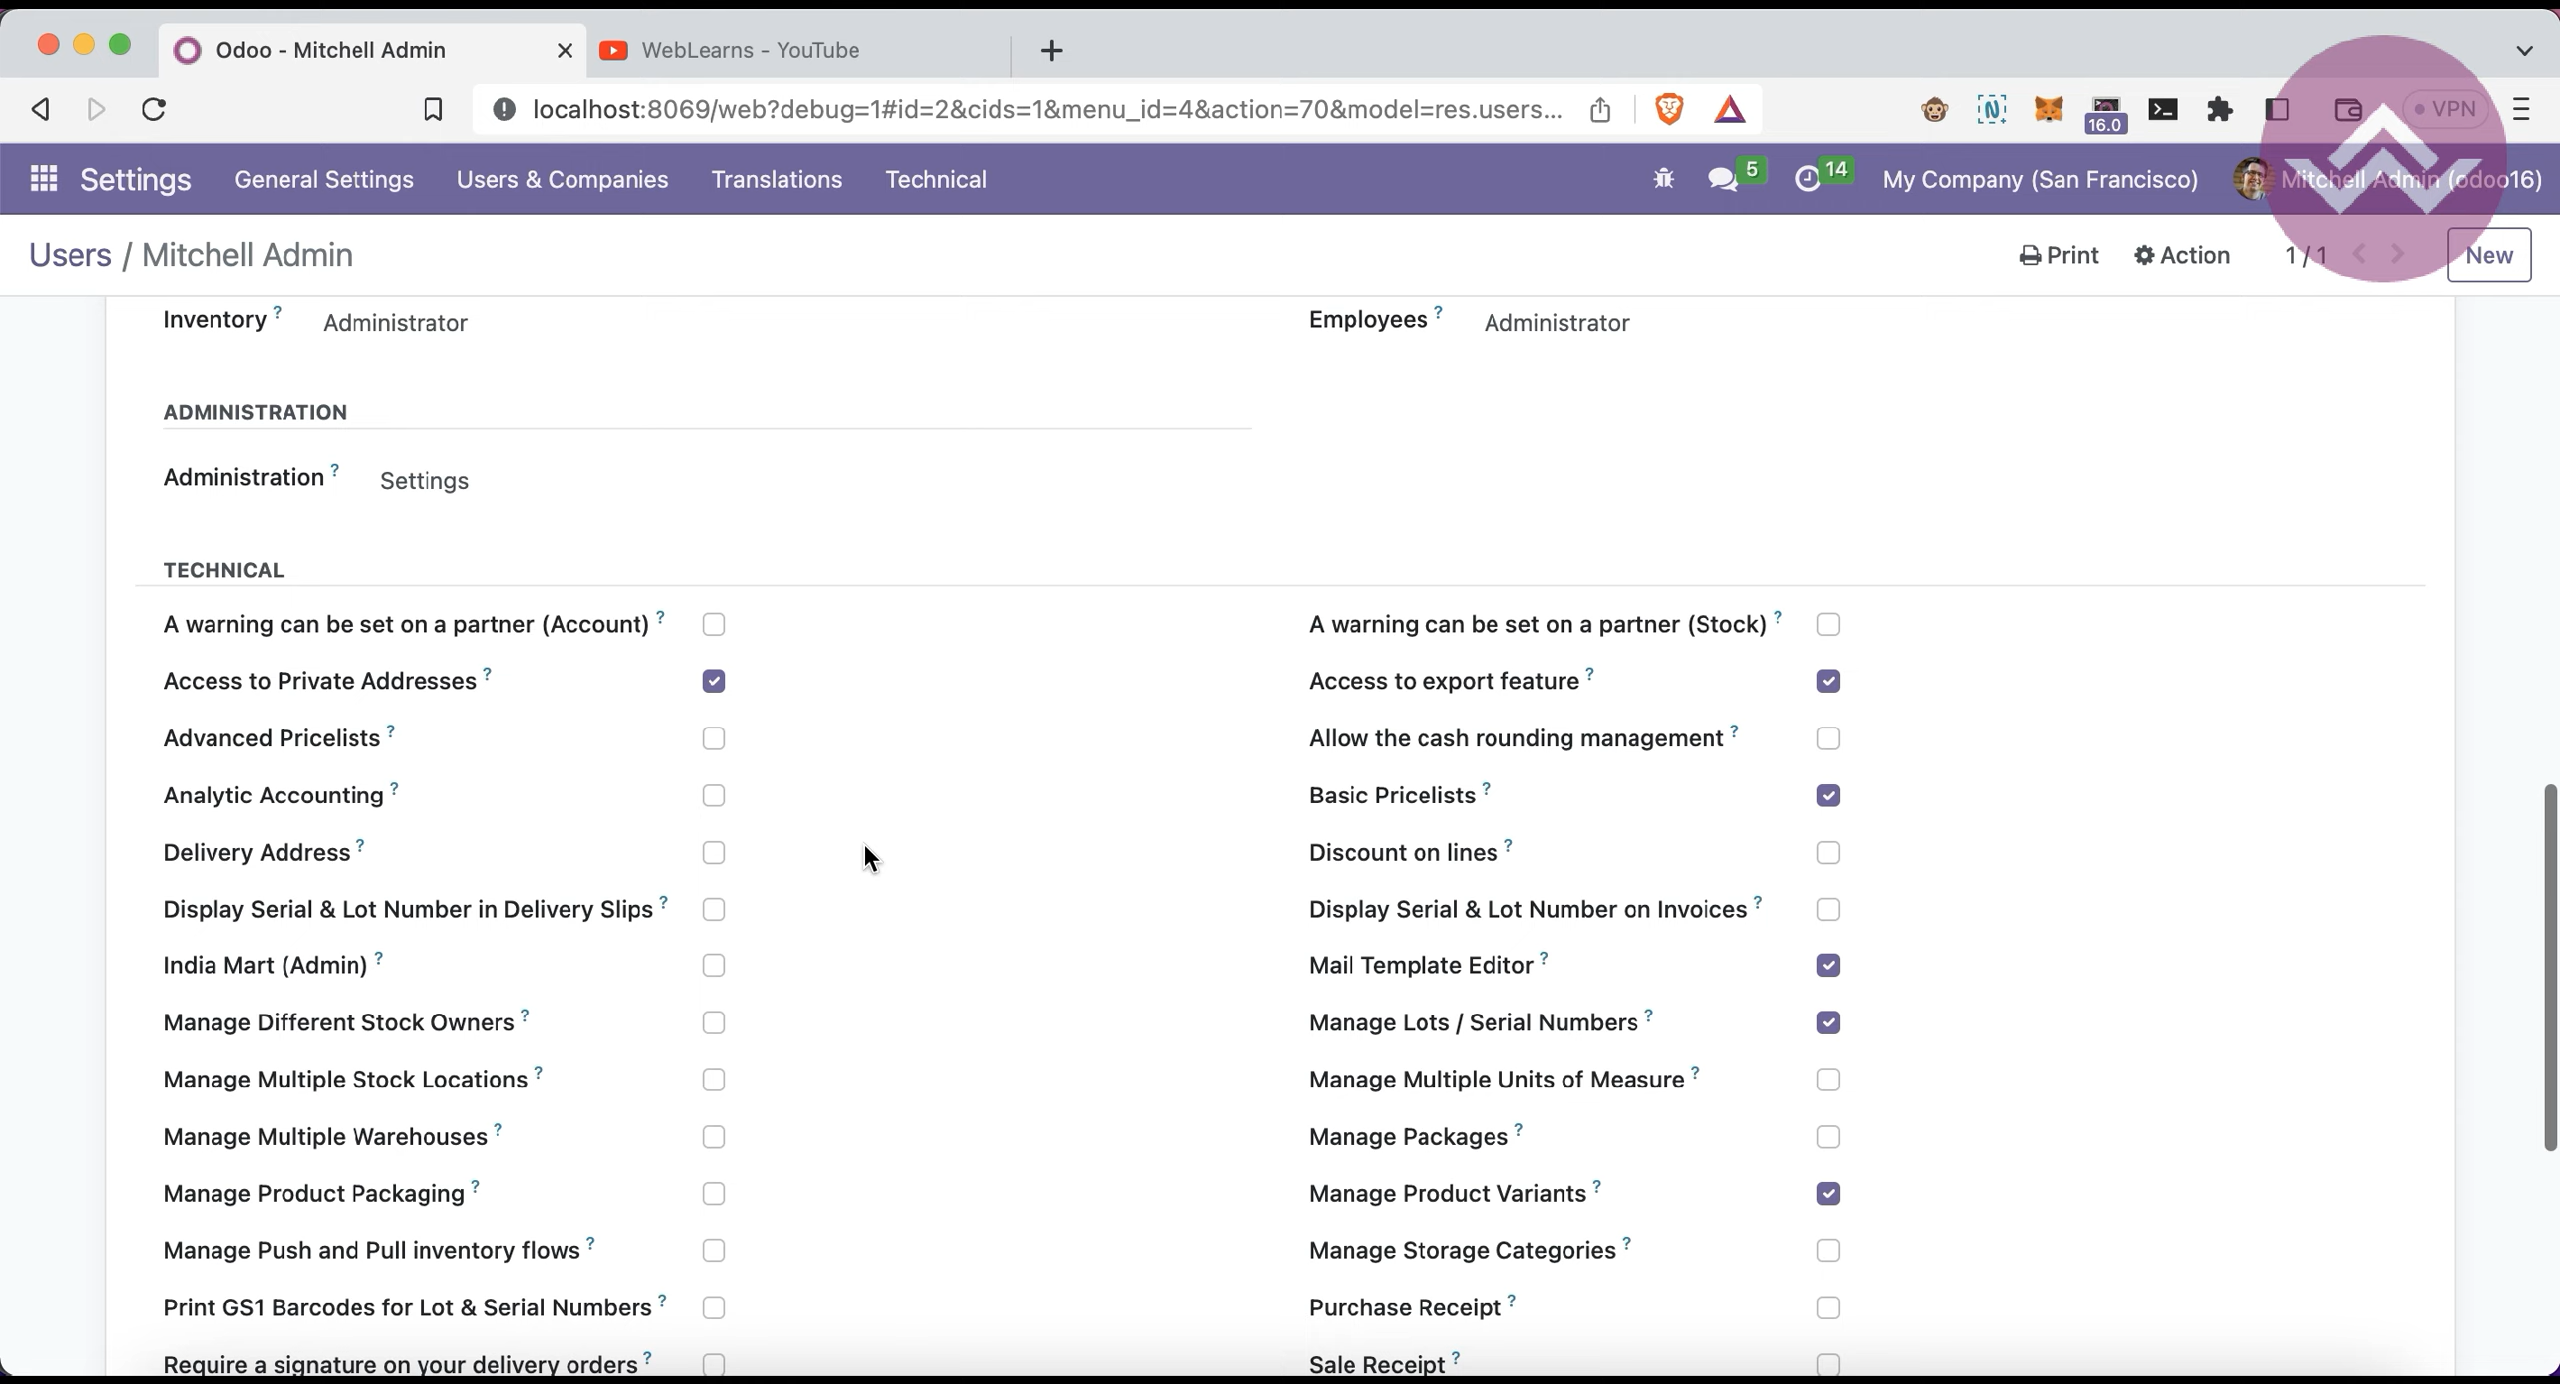 Odoo - Mitchell Admin
WebLearns - YouTube
localhost:8069/web?debug=1#id=2&cids=1&menu_id=4&action=70&model=res.users...
16.0
VPN
Settings General Settings Users & Companies Translations Technical 5 14 My Company (San Francisco) Mitchell Admin (odoo16)
Users / Mitchell Admin Print Action 1 / 1 New
Inventory ? Administrator Employees ? Administrator
ADMINISTRATION
Administration ? Settings
TECHNICAL
A warning can be set on a partner (Account) ? A warning can be set on a partner (Stock) ?
Access to Private Addresses ? Access to export feature ?
Advanced Pricelists ? Allow the cash rounding management ?
Analytic Accounting ? Basic Pricelists ?
Delivery Address ? Discount on lines ?
Display Serial & Lot Number in Delivery Slips ? Display Serial & Lot Number on Invoices ?
India Mart (Admin) ? Mail Template Editor ?
Manage Different Stock Owners ? Manage Lots / Serial Numbers ?
Manage Multiple Stock Locations ? Manage Multiple Units of Measure ?
Manage Multiple Warehouses ? Manage Packages ?
Manage Product Packaging ? Manage Product Variants ?
Manage Push and Pull inventory flows ? Manage Storage Categories ?
Print GS1 Barcodes for Lot & Serial Numbers ? Purchase Receipt ?
Require a signature on your delivery orders ? Sale Receipt ?